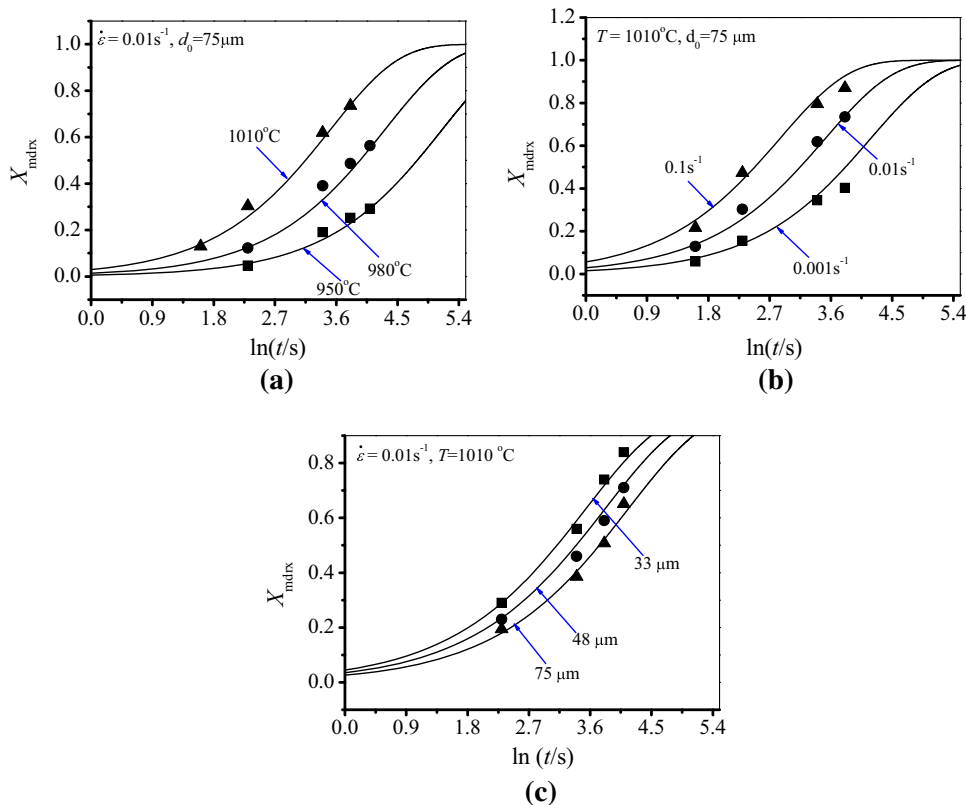 ε̇ = 0.01s⁻¹, d₀=75μm
1.0
0.8
0.6
0.4
0.2
0.0
X_mdrx
1010°C
980°C
950°C
0.0 0.9 1.8 2.7 3.6 4.5 5.4
ln(t/s)
(a)
T = 1010°C, d₀=75 μm
1.2
1.0
0.8
0.6
0.4
0.2
0.0
X_mdrx
0.1s⁻¹
0.01s⁻¹
0.001s⁻¹
0.0 0.9 1.8 2.7 3.6 4.5 5.4
ln(t/s)
(b)
ε̇ = 0.01s⁻¹, T=1010 °C
0.8
0.6
0.4
0.2
0.0
X_mdrx
33 μm
48 μm
75 μm
0.0 0.9 1.8 2.7 3.6 4.5 5.4
ln (t/s)
(c)